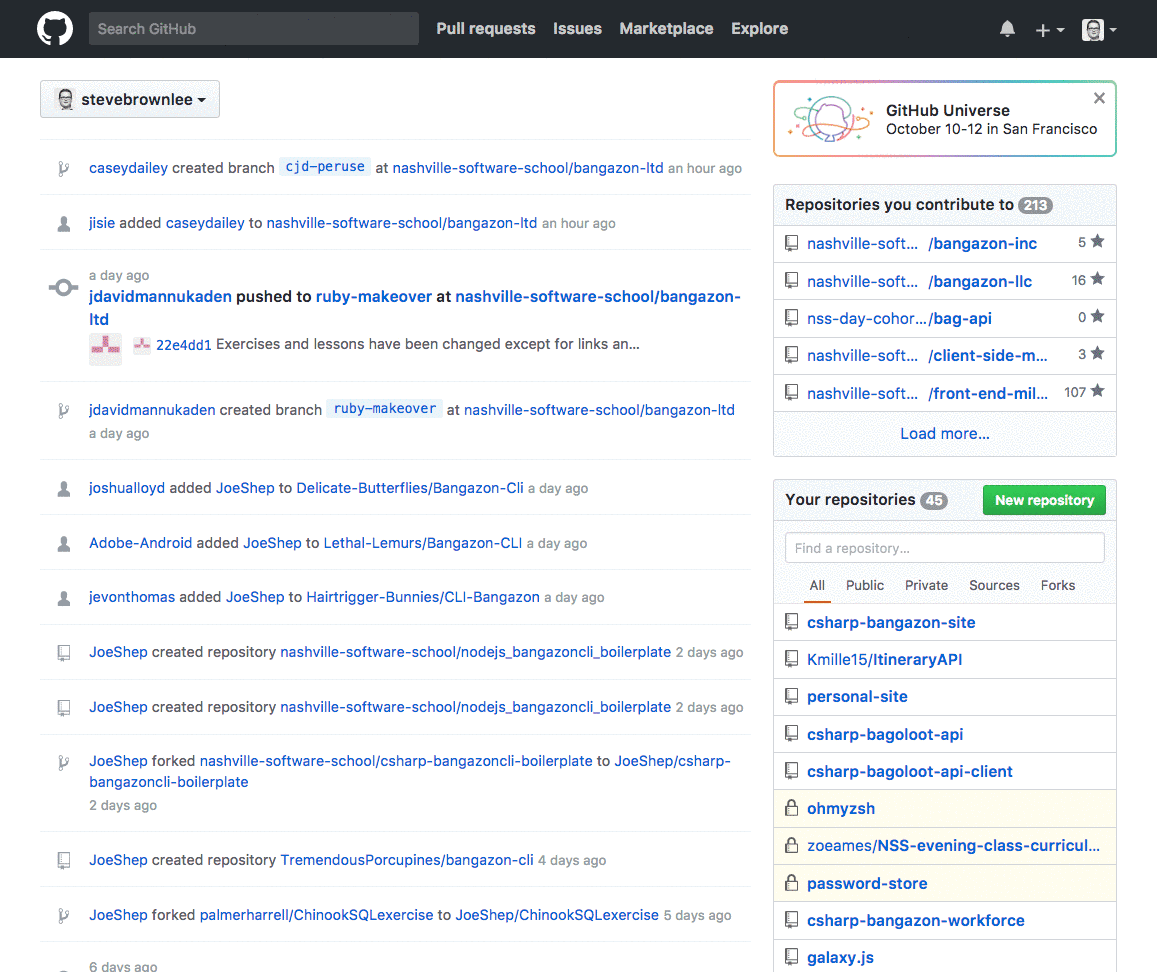 Search GitHub
Pull requests
Issues
Marketplace
Explore
stevebrownlee
caseydailey created branch cjd-peruse at nashville-software-school/bangazon-ltd an hour ago
jisie added caseydailey to nashville-software-school/bangazon-ltd an hour ago
a day ago
jdavidmannukaden pushed to ruby-makeover at nashville-software-school/bangazon-
ltd
22e4dd1 Exercises and lessons have been changed except for links an...
jdavidmannukaden created branch ruby-makeover at nashville-software-school/bangazon-ltd
a day ago
joshualloyd added JoeShep to Delicate-Butterflies/Bangazon-Cli a day ago
Adobe-Android added JoeShep to Lethal-Lemurs/Bangazon-CLI a day ago
jevonthomas added JoeShep to Hairtrigger-Bunnies/CLI-Bangazon a day ago
JoeShep created repository nashville-software-school/nodejs_bangazoncli_boilerplate 2 days ago
JoeShep created repository nashville-software-school/nodejs_bangazoncli_boilerplate 2 days ago
JoeShep forked nashville-software-school/csharp-bangazoncli-boilerplate to JoeShep/csharp-
bangazoncli-boilerplate
2 days ago
JoeShep created repository TremendousPorcupines/bangazon-cli 4 days ago
JoeShep forked palmerharrell/ChinookSQLexercise to JoeShep/ChinookSQLexercise 5 days ago
6 days ago
GitHub Universe
October 10-12 in San Francisco
Repositories you contribute to 213
nashville-soft... /bangazon-inc 5
nashville-soft... /bangazon-llc 16
nss-day-cohor... /bag-api 0
nashville-soft... /client-side-m... 3
nashville-soft... /front-end-mil... 107
Load more...
Your repositories 45
New repository
Find a repository...
All Public Private Sources Forks
csharp-bangazon-site
Kmille15/ItineraryAPI
personal-site
csharp-bagoloot-api
csharp-bagoloot-api-client
ohmyzsh
zoeames/NSS-evening-class-curricul...
password-store
csharp-bangazon-workforce
galaxy.js